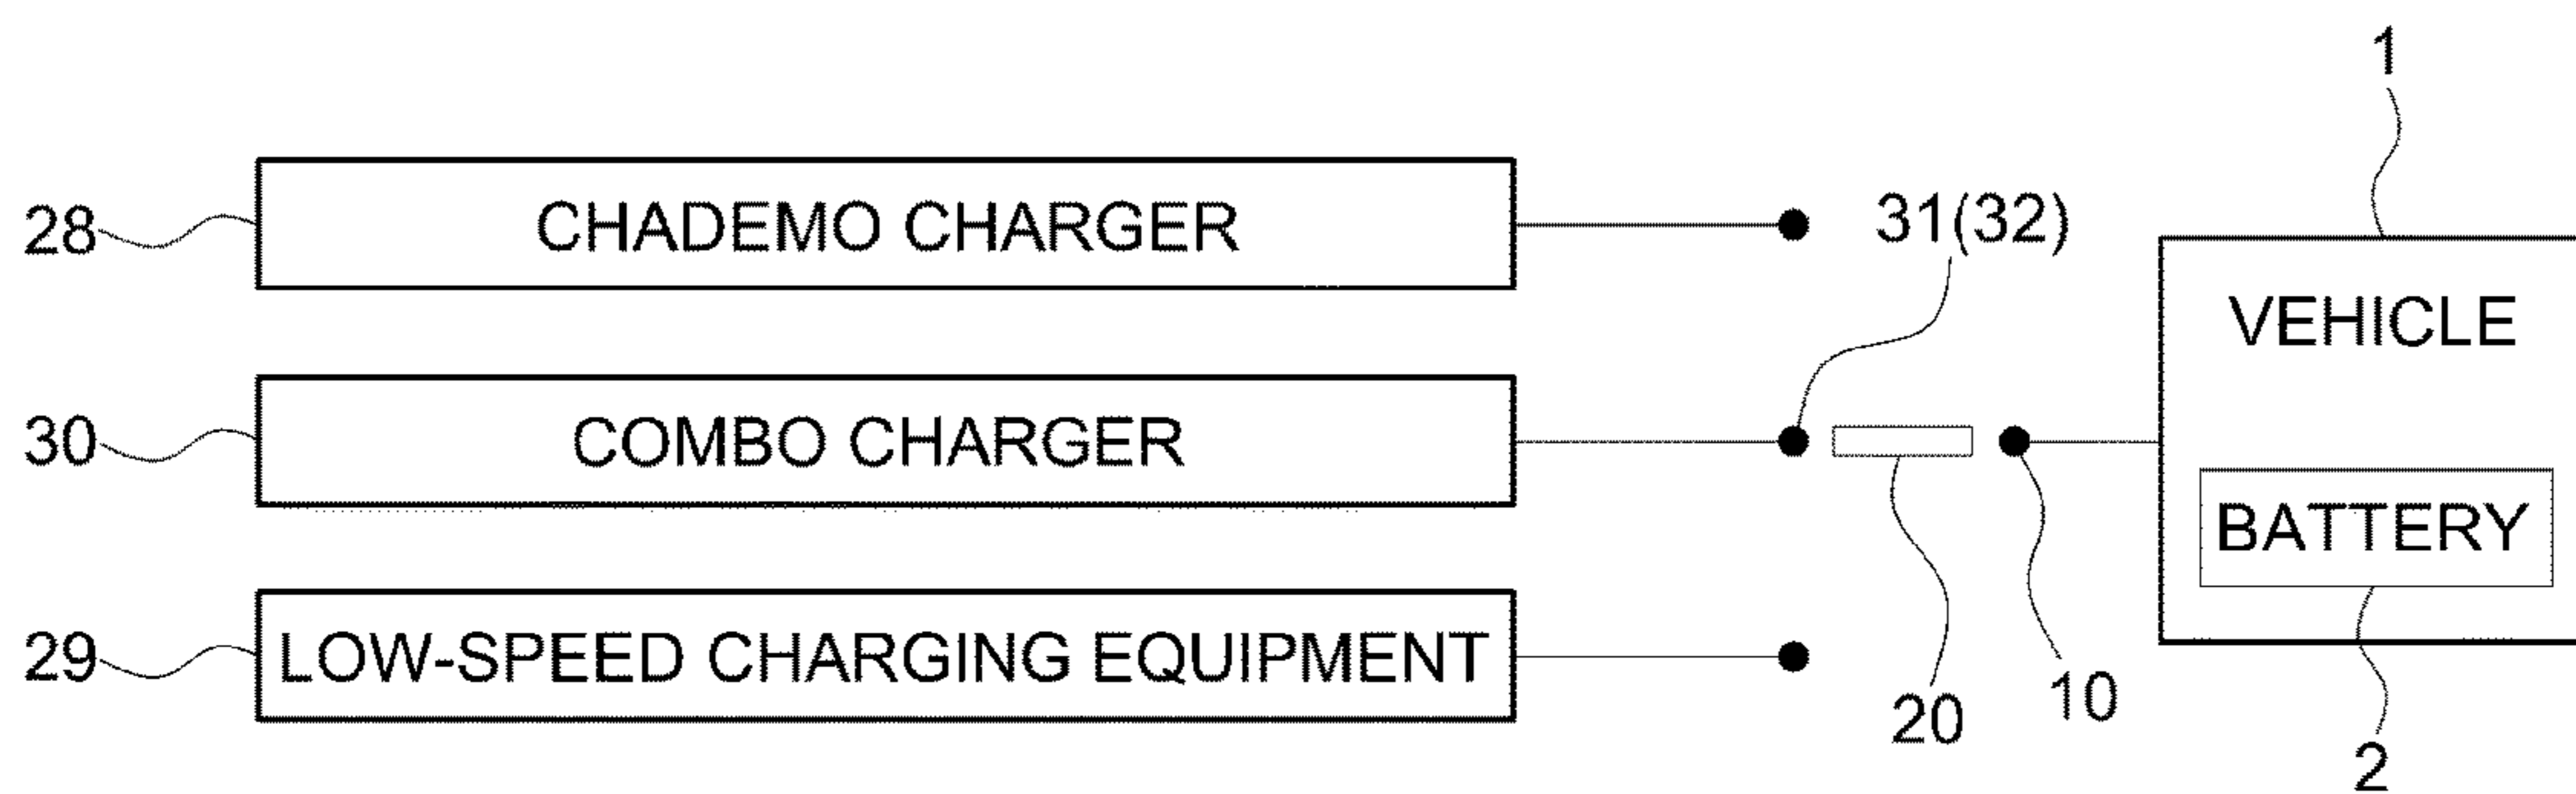 1
28
CHADEMO CHARGER
31(32)
VEHICLE
30
COMBO CHARGER
BATTERY
29
LOW-SPEED CHARGING EQUIPMENT
20
10
2